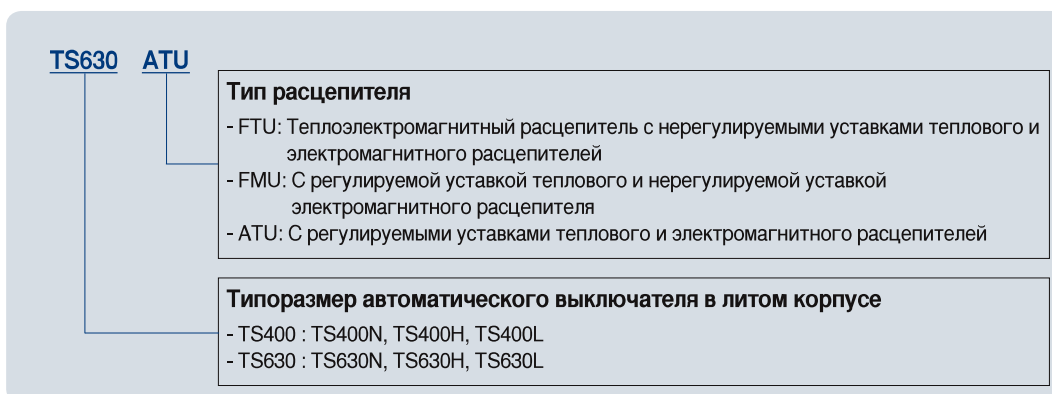 TS630 ATU
Тип расцепителя
- FTU: Теплоэлектромагнитный расцепитель с нерегулируемыми уставками теплового и
электромагнитного расцепителей
- FMU: С регулируемой уставкой теплового и нерегулируемой уставкой
электромагнитного расцепителя
- ATU: С регулируемыми уставками теплового и электромагнитного расцепителей
Типоразмер автоматического выключателя в литом корпусе
- TS400 : TS400N, TS400H, TS400L
- TS630 : TS630N, TS630H, TS630L